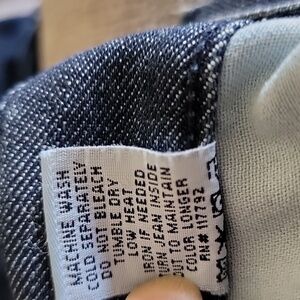 MACHINE WASH
COLD SEPARATELY
DO NOT BLEACH
TUMBLE DRY
LOW HEAT
IRON IF NEEDED
TURN JEAN INSIDE
OUT TO MAINTAIN
COLOR LONGER
RN# 117792